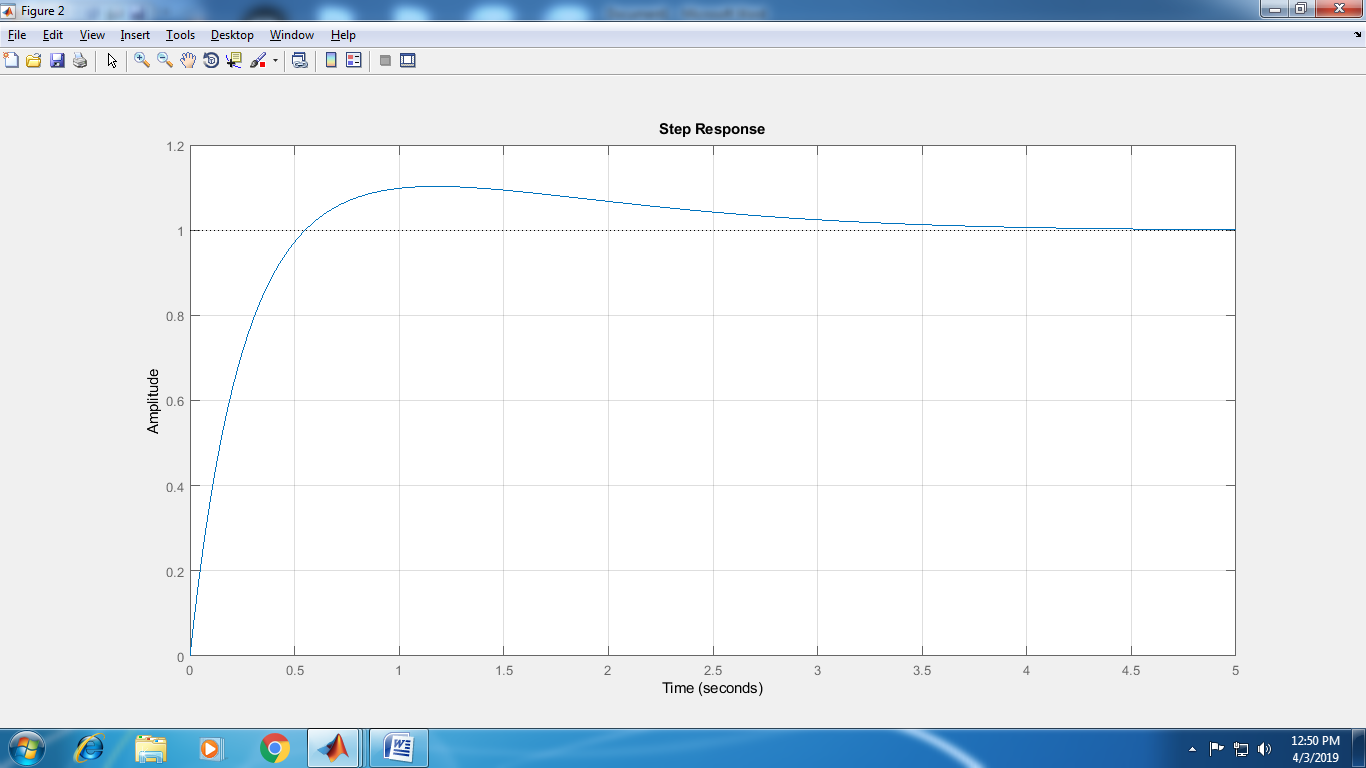 Figure 2
File Edit View Insert Tools Desktop Window Help
Step Response
1.2
1
0.8
0.6
0.4
0.2
0
Amplitude
0 0.5 1 1.5 2 2.5 3 3.5 4 4.5 5
Time (seconds)
12:50 PM
4/3/2019